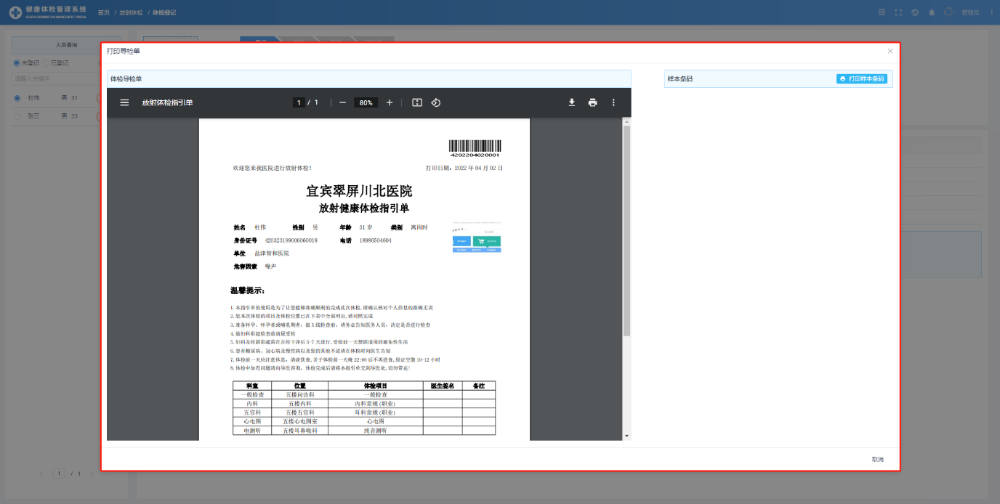 健康体检管理系统
首页 / 放射体检 / 体检登记
管理员
人员查询
未登记 已登记
请输入关键字
杜伟 男 31
张三 男 23
1 / 1
打印导检单
体检导检单
样本条码
打印样本条码
放射体检指引单
1 / 1
80%
4202204020001
欢迎您来我医院进行放射体检!
打印日期: 2022 年 04 月 02 日
宜宾翠屏川北医院
放射健康体检指引单
姓名 杜伟 性别 男 年龄 31 岁 类别 离岗时
身份证号 420323199006060018 电话 18980504604
单位 盐津智和医院
危害因素 噪声
温馨提示:
1.本指引单的使用是为了让您能够准确顺利的完成此次体检,请确认核对个人信息的准确无误
2.您本次体检的项目及体检位置已在下表中全部列出,请对照完成
3.准备怀孕、怀孕者或哺乳期者, 做 X 线检查前, 请务必告知医务人员, 决定是否进行检查
4.做妇科彩超检查前请尿受检
5.妇科及经阴彩超需在月经干净后 5-7 天进行,受检前一天禁阴道用药避免性生活
6.患有糖尿病、冠心病及慢性病以及您的其他不适请在体检时向医生告知
7.体检前一天应注意休息, 清淡饮食,并于体检前一天晚 22:00 后不再进食,保证空腹 10-12 小时
8.体检中如有问题请向导医咨询, 体检完成后请将本指引单交到导医处,切勿带走!
科室 位置 体检项目 医生签名 备注
一般检查 五楼问诊科 一般检查
内科 五楼内科 内科常规(职业)
五官科 五楼五官科 耳科常规(职业)
心电图 五楼心电图室 心电图
电测听 五楼耳鼻喉科 纯音测听
取消